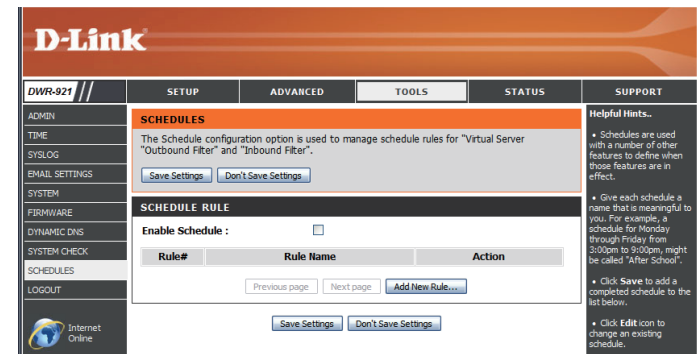 D-Link
DWR-921
SETUP
ADVANCED
TOOLS
STATUS
SUPPORT
ADMIN
TIME
SYSLOG
EMAIL SETTINGS
SYSTEM
FIRMWARE
DYNAMIC DNS
SYSTEM CHECK
SCHEDULES
LOGOUT
Internet
Online
SCHEDULES
The Schedule configuration option is used to manage schedule rules for "Virtual Server
"Outbound Filter" and "Inbound Filter".
Save Settings Don't Save Settings
SCHEDULE RULE
Enable Schedule :
Rule# Rule Name Action
Previous page Next page Add New Rule...
Save Settings Don't Save Settings
Helpful Hints..
• Schedules are used
with a number of other
features to define when
those features are in
effect.
• Give each schedule a
name that is meaningful to
you. For example, a
schedule for Monday
through Friday from
3:00pm to 9:00pm, might
be called "After School".
• Click Save to add a
completed schedule to the
list below.
• Click Edit icon to
change an existing
schedule.